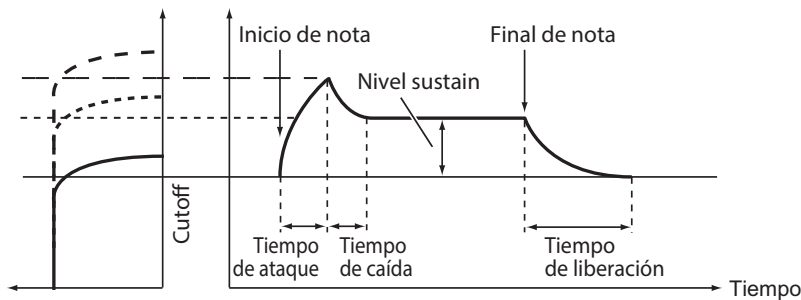 Inicio de nota
Final de nota
Nivel sustain
Cutoff
Tiempo
de ataque
Tiempo
de caída
Tiempo
de liberación
Tiempo